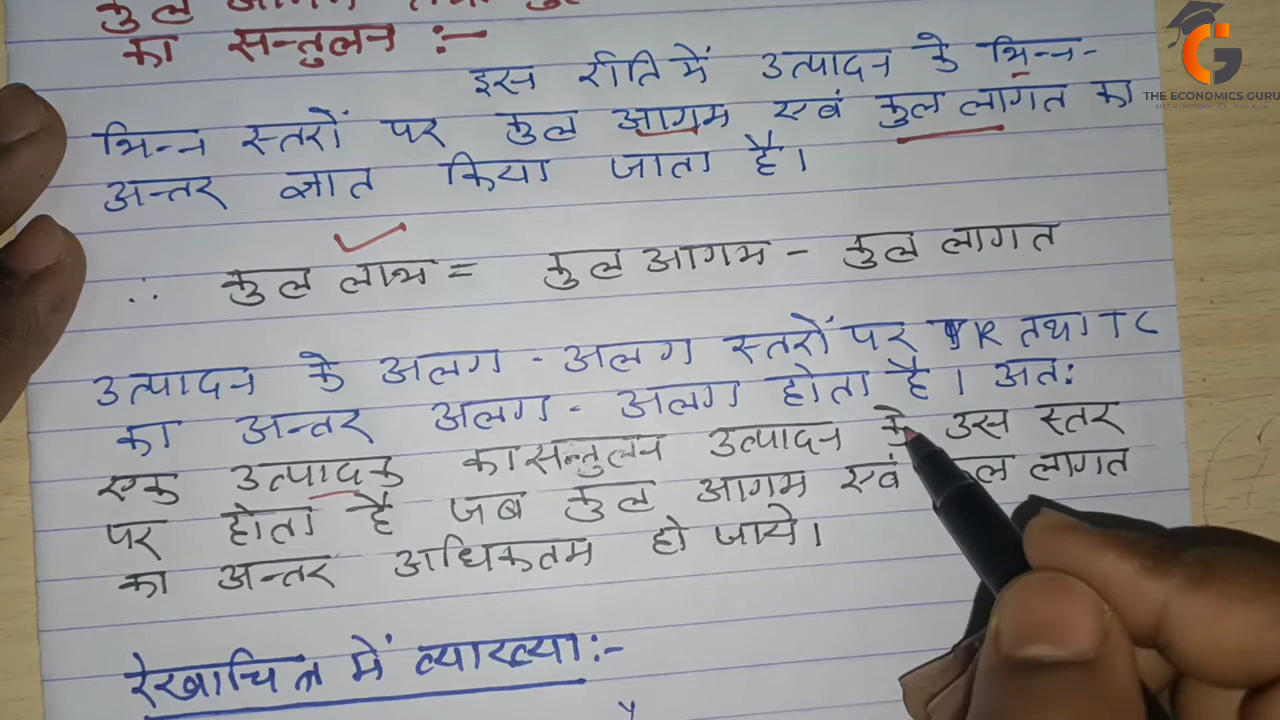 कुल आगम
का सन्तुलन :-
इस रीति में उत्पादन के भिन्न-
भिन्न स्तरों पर कुल आगम एवं कुल लागत का
अन्तर ज्ञात किया जाता है।
∴ कुल लाभ = कुल आगम - कुल लागत
उत्पादन के अलग - अलग स्तरों पर TR तथा TC
का अन्तर अलग - अलग होता है। अतः
एक उत्पादक का सन्तुलन उत्पादन के उस स्तर
पर होता है जब कुल आगम एवं लागत
का अन्तर अधिकतम हो जाये।
रेखाचित्र में व्याख्या:-
y
THE ECONOMICS GURU